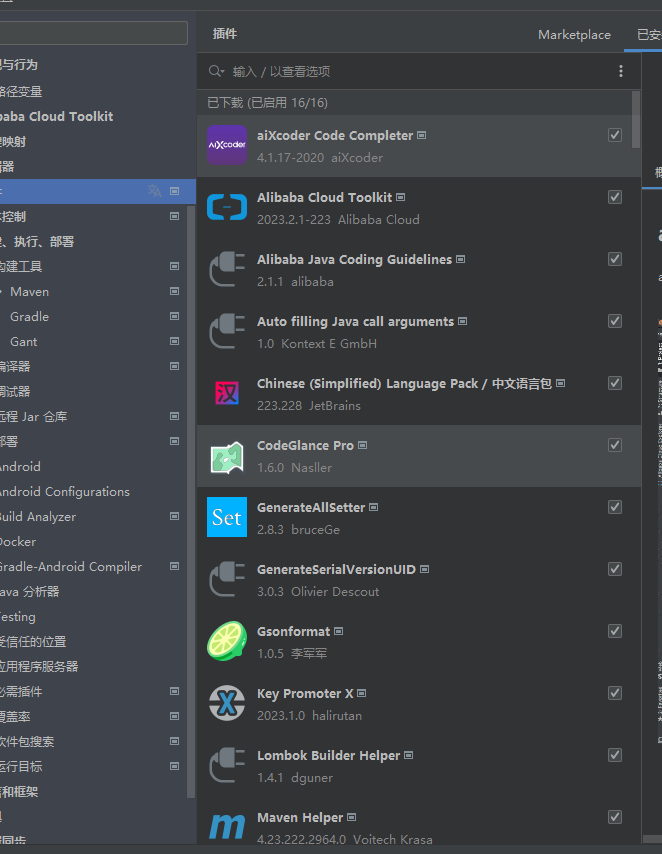 插件
Marketplace
已安
输入 / 以查看选项
与行为
路径变量
baba Cloud Toolkit
映射
器
控制
、执行、部署
构建工具
Maven
Gradle
Gant
编译器
调试器
远程 Jar 仓库
部署
Android
Android Configurations
Build Analyzer
Docker
Gradle-Android Compiler
Java 分析器
Testing
受信任的位置
应用程序服务器
必需插件
覆盖率
软件包搜索
运行目标
和框架
同步
已下载 (已启用 16/16)
aiXcoder
aiXcoder Code Completer
4.1.17-2020 aiXcoder
Alibaba Cloud Toolkit
2023.2.1-223 Alibaba Cloud
Alibaba Java Coding Guidelines
2.1.1 alibaba
Auto filling Java call arguments
1.0 Kontext E GmbH
汉
Chinese (Simplified) Language Pack / 中文语言包
223.228 JetBrains
CodeGlance Pro
1.6.0 Nasller
Set
GenerateAllSetter
2.8.3 bruceGe
GenerateSerialVersionUID
3.0.3 Olivier Descout
Gsonformat
1.0.5 李军军
X
Key Promoter X
2023.1.0 halirutan
Lombok Builder Helper
1.4.1 dguner
m
Maven Helper
4.23.222.2964.0 Vojtech Krasa